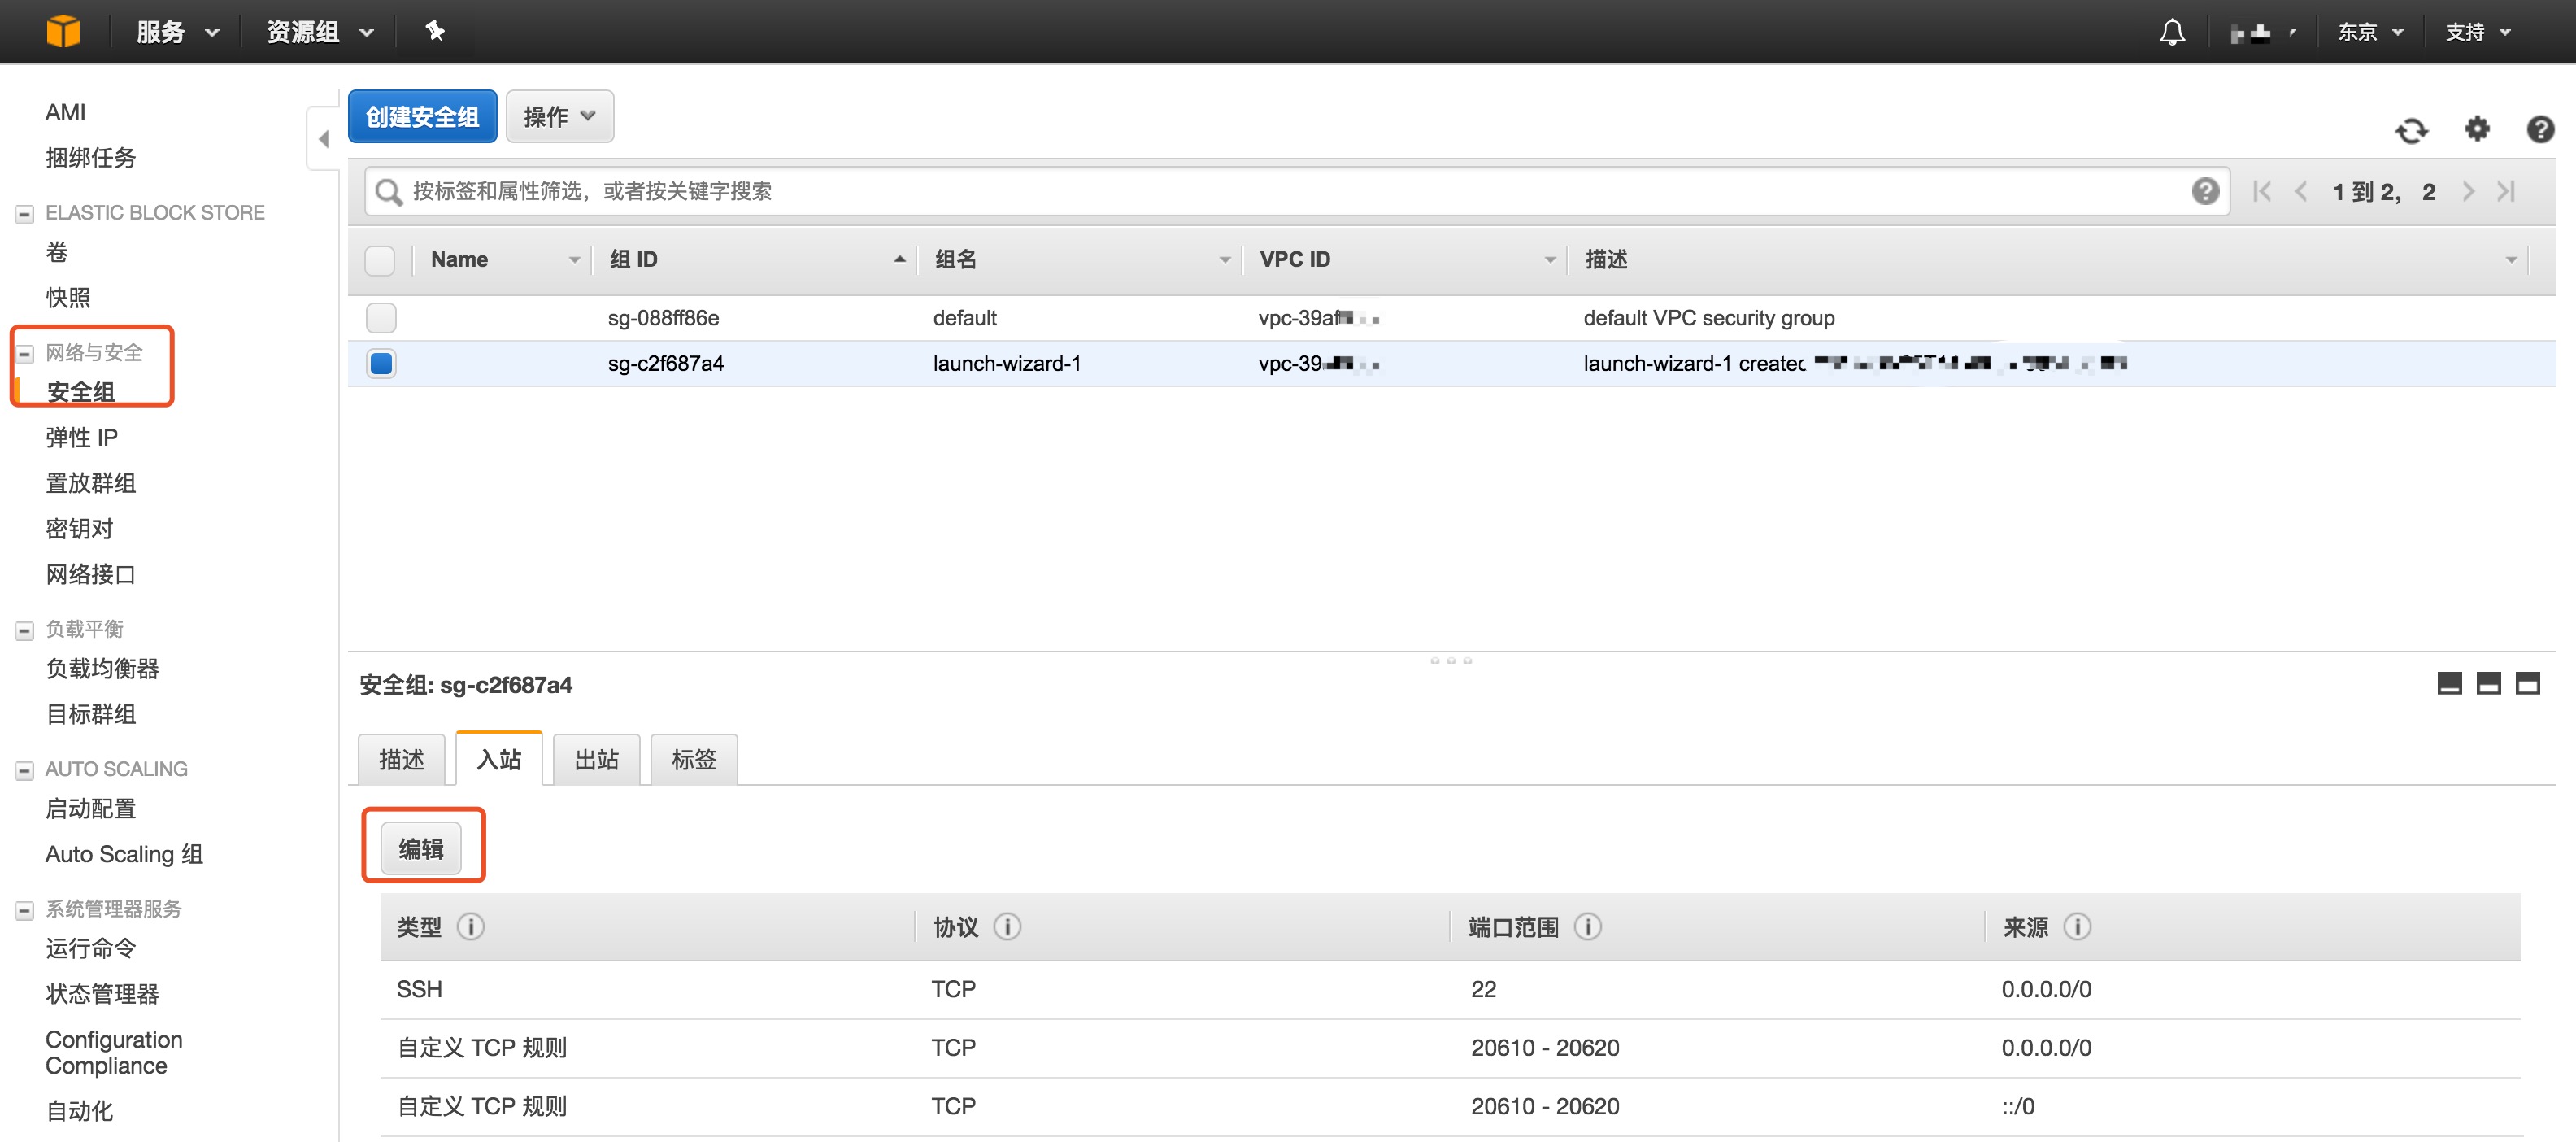 服务 资源组 东京 支持
AMI
捆绑任务
ELASTIC BLOCK STORE
卷
快照
网络与安全
安全组
弹性 IP
置放群组
密钥对
网络接口
负载平衡
负载均衡器
目标群组
AUTO SCALING
启动配置
Auto Scaling 组
系统管理器服务
运行命令
状态管理器
Configuration
Compliance
自动化
创建安全组 操作
按标签和属性筛选，或者按关键字搜索 1 到 2， 2
Name 组 ID 组名 VPC ID 描述
sg-088ff86e default vpc-39af default VPC security group
sg-c2f687a4 launch-wizard-1 vpc-39 launch-wizard-1 created
安全组: sg-c2f687a4
描述 入站 出站 标签
编辑
类型 协议 端口范围 来源
SSH TCP 22 0.0.0.0/0
自定义 TCP 规则 TCP 20610 - 20620 0.0.0.0/0
自定义 TCP 规则 TCP 20610 - 20620 ::/0